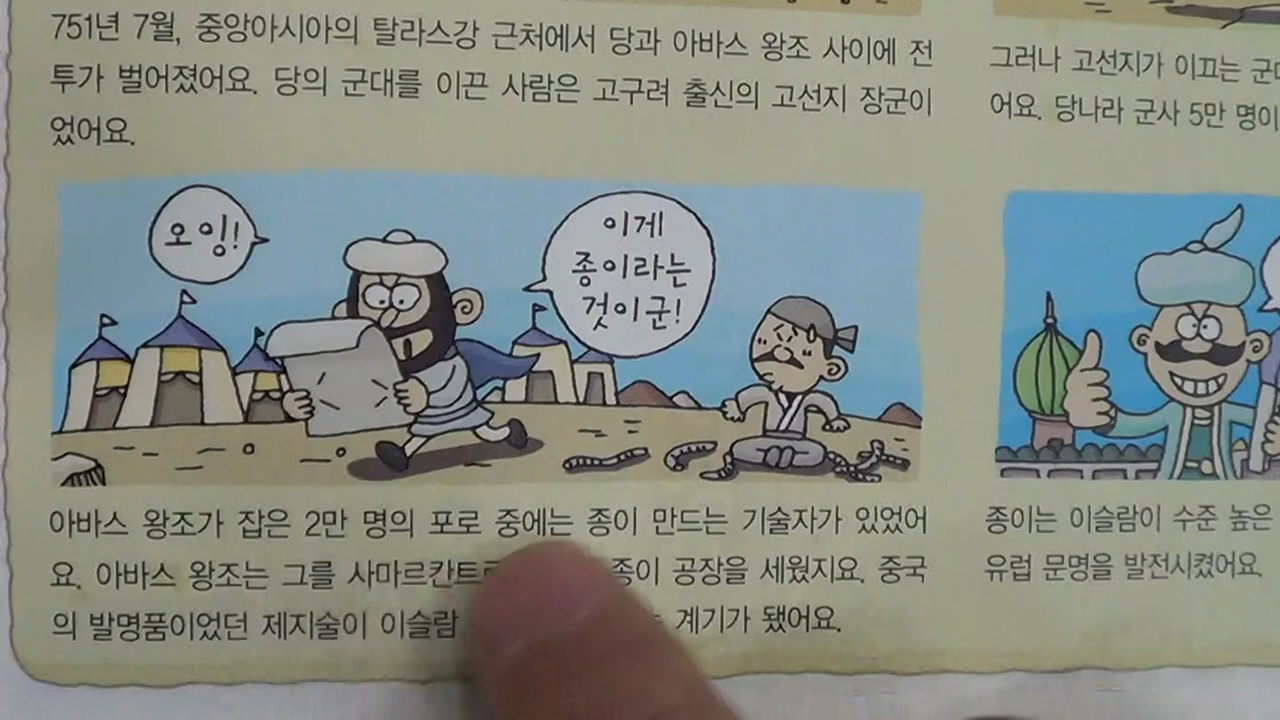 751년 7월, 중앙아시아의 탈라스강 근처에서 당과 아바스 왕조 사이에 전
투가 벌어졌어요. 당의 군대를 이끈 사람은 고구려 출신의 고선지 장군이
었어요.
오잉!
이게
종이라는
것이군!
아바스 왕조가 잡은 2만 명의 포로 중에는 종이 만드는 기술자가 있었어
요. 아바스 왕조는 그를 사마르칸트 종이 공장을 세웠지요. 중국
의 발명품이었던 제지술이 이슬람 계기가 됐어요.
그러나 고선지가 이끄는
어요. 당나라 군사 5만 명이
종이는 이슬람이 수준 높은
유럽 문명을 발전시켰어요.